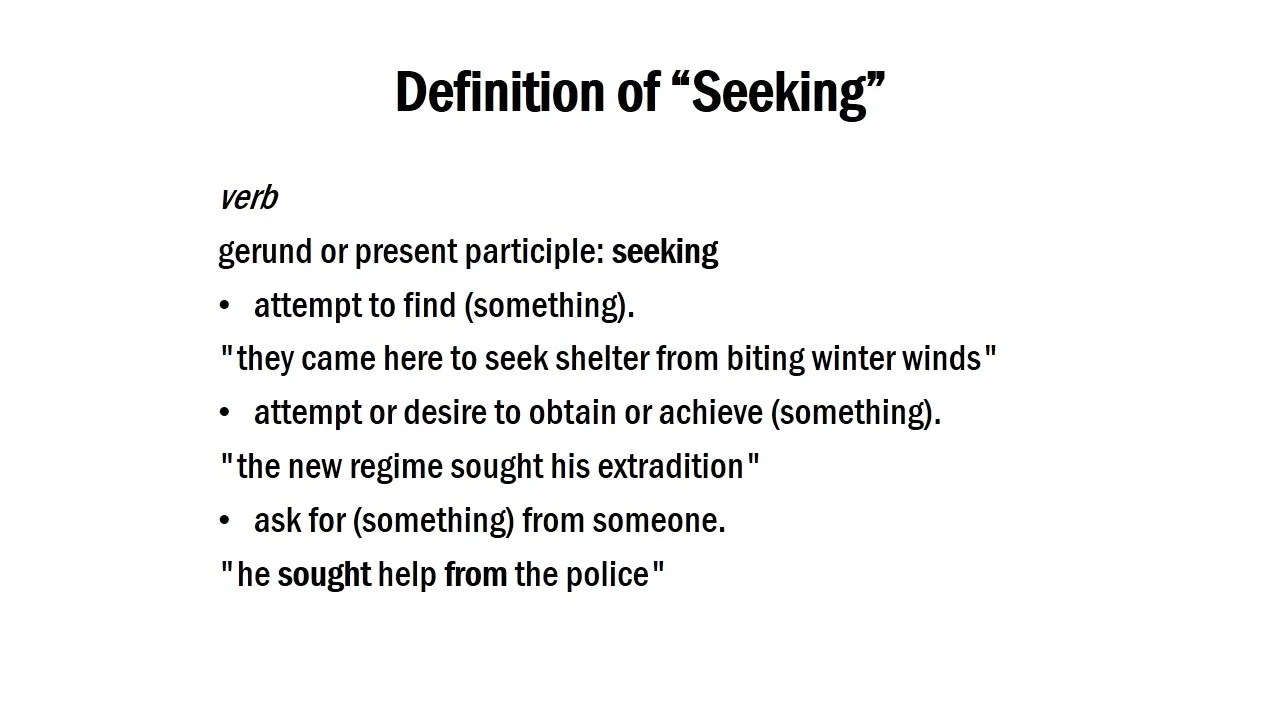 Definition of “Seeking”
verb
gerund or present participle: seeking
• attempt to find (something).
"they came here to seek shelter from biting winter winds"
• attempt or desire to obtain or achieve (something).
"the new regime sought his extradition"
• ask for (something) from someone.
"he sought help from the police"